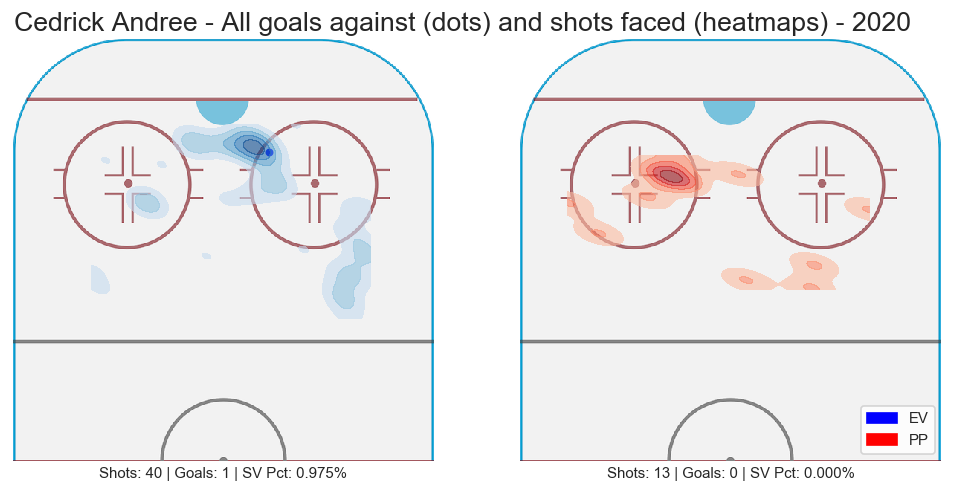 Cedrick Andree - All goals against (dots) and shots faced (heatmaps) - 2020
EV
PP
Shots: 40 | Goals: 1 | SV Pct: 0.975%
Shots: 13 | Goals: 0 | SV Pct: 0.000%